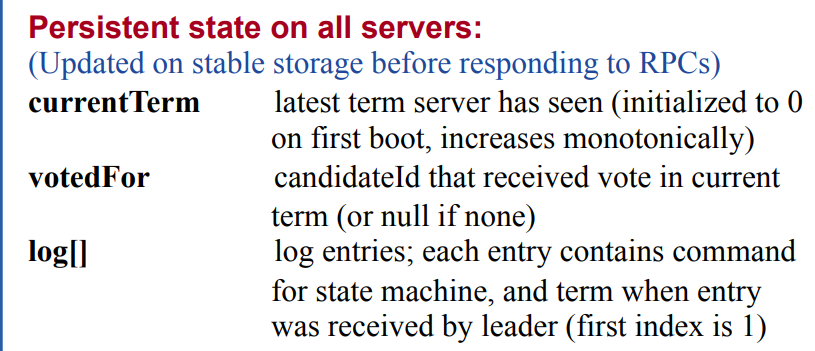 Persistent state on all servers:
(Updated on stable storage before responding to RPCs)
currentTerm latest term server has seen (initialized to 0
on first boot, increases monotonically)
votedFor candidateId that received vote in current
term (or null if none)
log[] log entries; each entry contains command
for state machine, and term when entry
was received by leader (first index is 1)